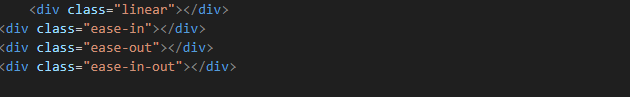 <div class="linear"></div>
<div class="ease-in"></div>
<div class="ease-out"></div>
<div class="ease-in-out"></div>